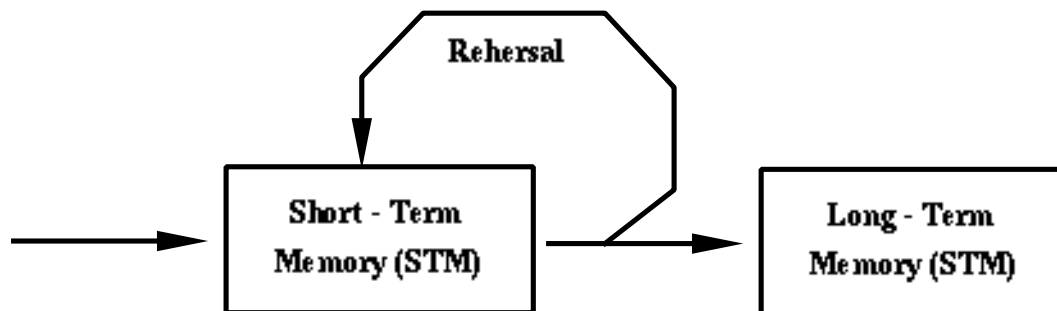 Rehersal
Short - Term
Memory (STM)
Long - Term
Memory (STM)